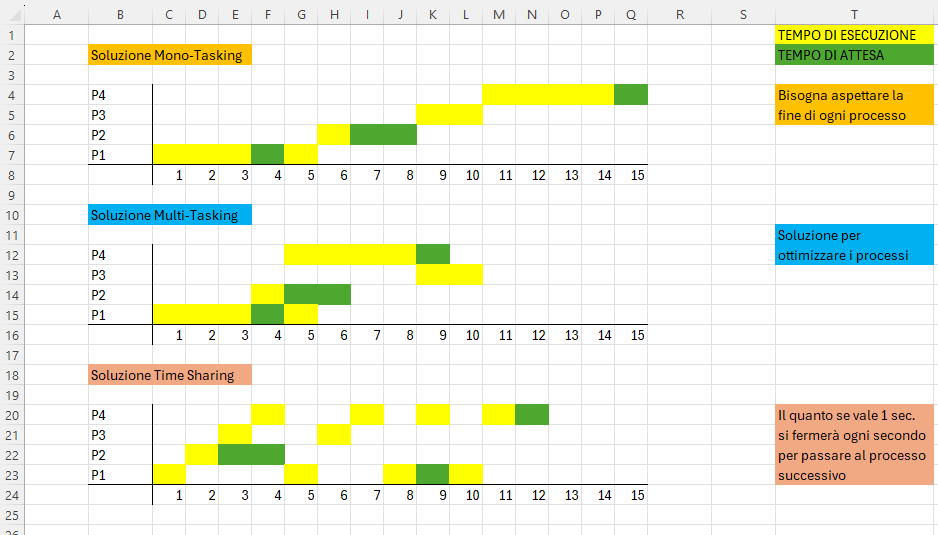 A B C D E F G H I J K L M N O P Q R S T
1 TEMPO DI ESECUZIONE
2 Soluzione Mono-Tasking TEMPO DI ATTESA
3
4 P4 Bisogna aspettare la
5 P3 fine di ogni processo
6 P2
7 P1
8 1 2 3 4 5 6 7 8 9 10 11 12 13 14 15
9
10 Soluzione Multi-Tasking
11 Soluzione per
12 P4 ottimizzare i processi
13 P3
14 P2
15 P1
16 1 2 3 4 5 6 7 8 9 10 11 12 13 14 15
17
18 Soluzione Time Sharing
19
20 P4 Il quanto se vale 1 sec.
21 P3 si fermerà ogni secondo
22 P2 per passare al processo
23 P1 successivo
24 1 2 3 4 5 6 7 8 9 10 11 12 13 14 15
25
26